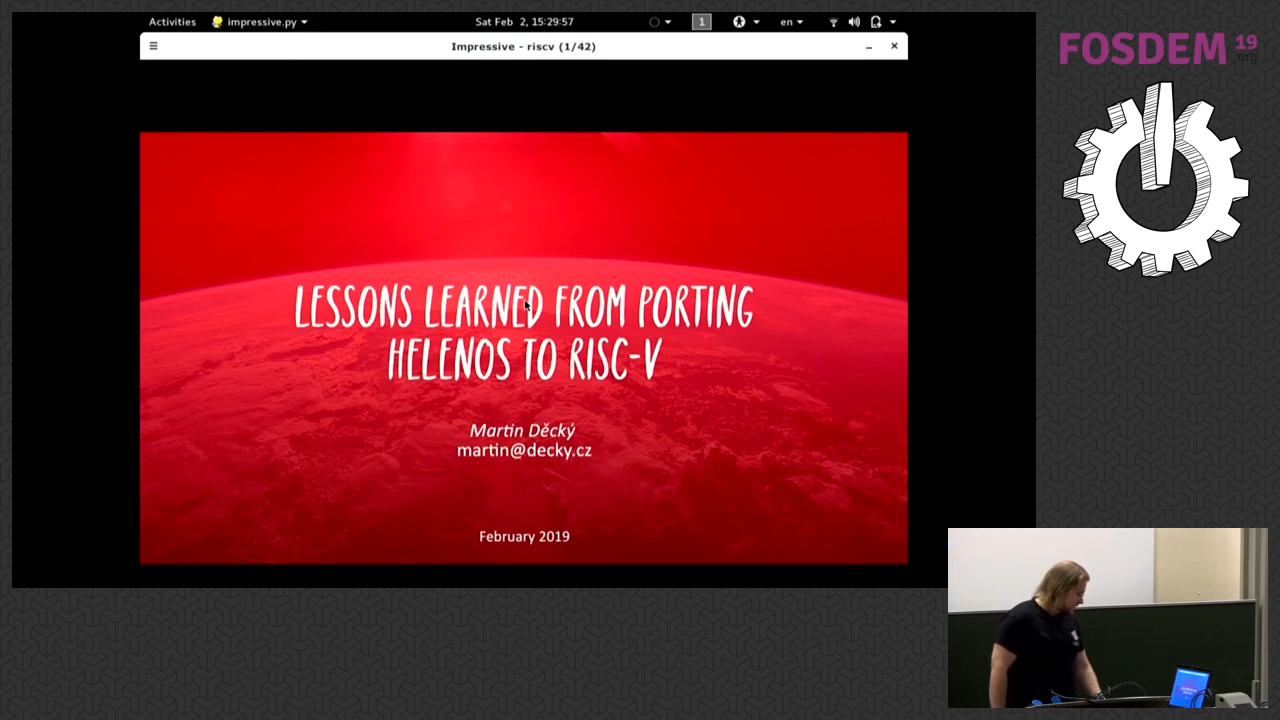 Activities impressive.py Sat Feb 2, 15:29:57 1 en
Impressive - riscv (1/42)
FOSDEM 19
.org
LESSONS LEARNED FROM PORTING
HELENOS TO RISC-V
Martin Děcký
martin@decky.cz
February 2019